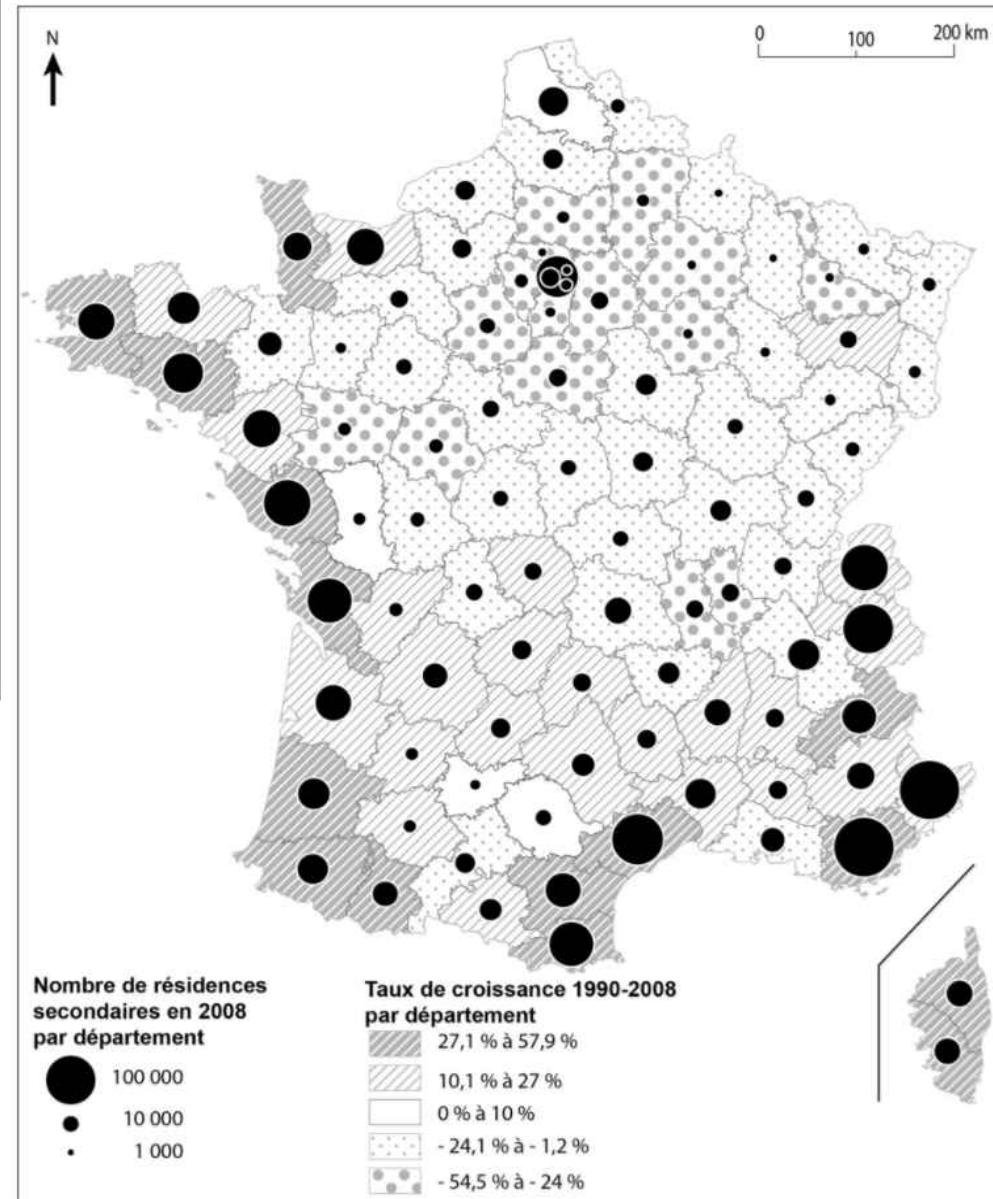 N
0 100 200 km
Nombre de résidences
secondaires en 2008
par département
100 000
10 000
1 000
Taux de croissance 1990-2008
par département
27,1 % à 57,9 %
10,1 % à 27 %
0 % à 10 %
- 24,1 % à - 1,2 %
- 54,5 % à - 24 %